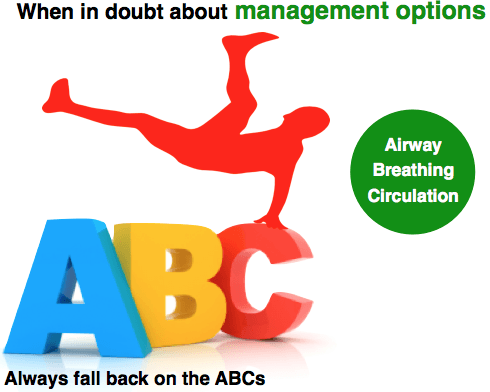 When in doubt about management options
Airway
Breathing
Circulation
ABC
Always fall back on the ABCs